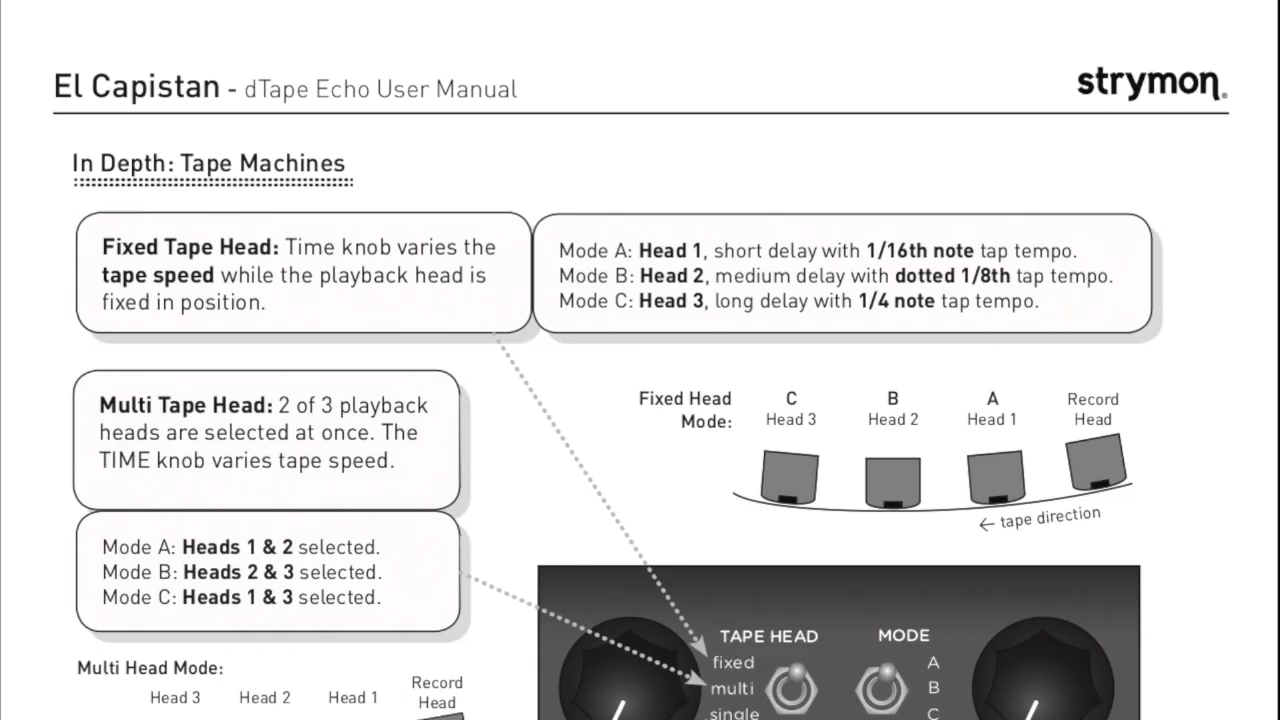 El Capistan - dTape Echo User Manual
strymon®
In Depth: Tape Machines
Fixed Tape Head: Time knob varies the
tape speed while the playback head is
fixed in position.
Mode A: Head 1, short delay with 1/16th note tap tempo.
Mode B: Head 2, medium delay with dotted 1/8th tap tempo.
Mode C: Head 3, long delay with 1/4 note tap tempo.
Multi Tape Head: 2 of 3 playback
heads are selected at once. The
TIME knob varies tape speed.
Mode A: Heads 1 & 2 selected.
Mode B: Heads 2 & 3 selected.
Mode C: Heads 1 & 3 selected.
Fixed Head
Mode:
C
Head 3
B
Head 2
A
Head 1
Record
Head
← tape direction
Multi Head Mode:
Head 3
Head 2
Head 1
Record
Head
TAPE HEAD
fixed
multi
single
MODE
A
B
C